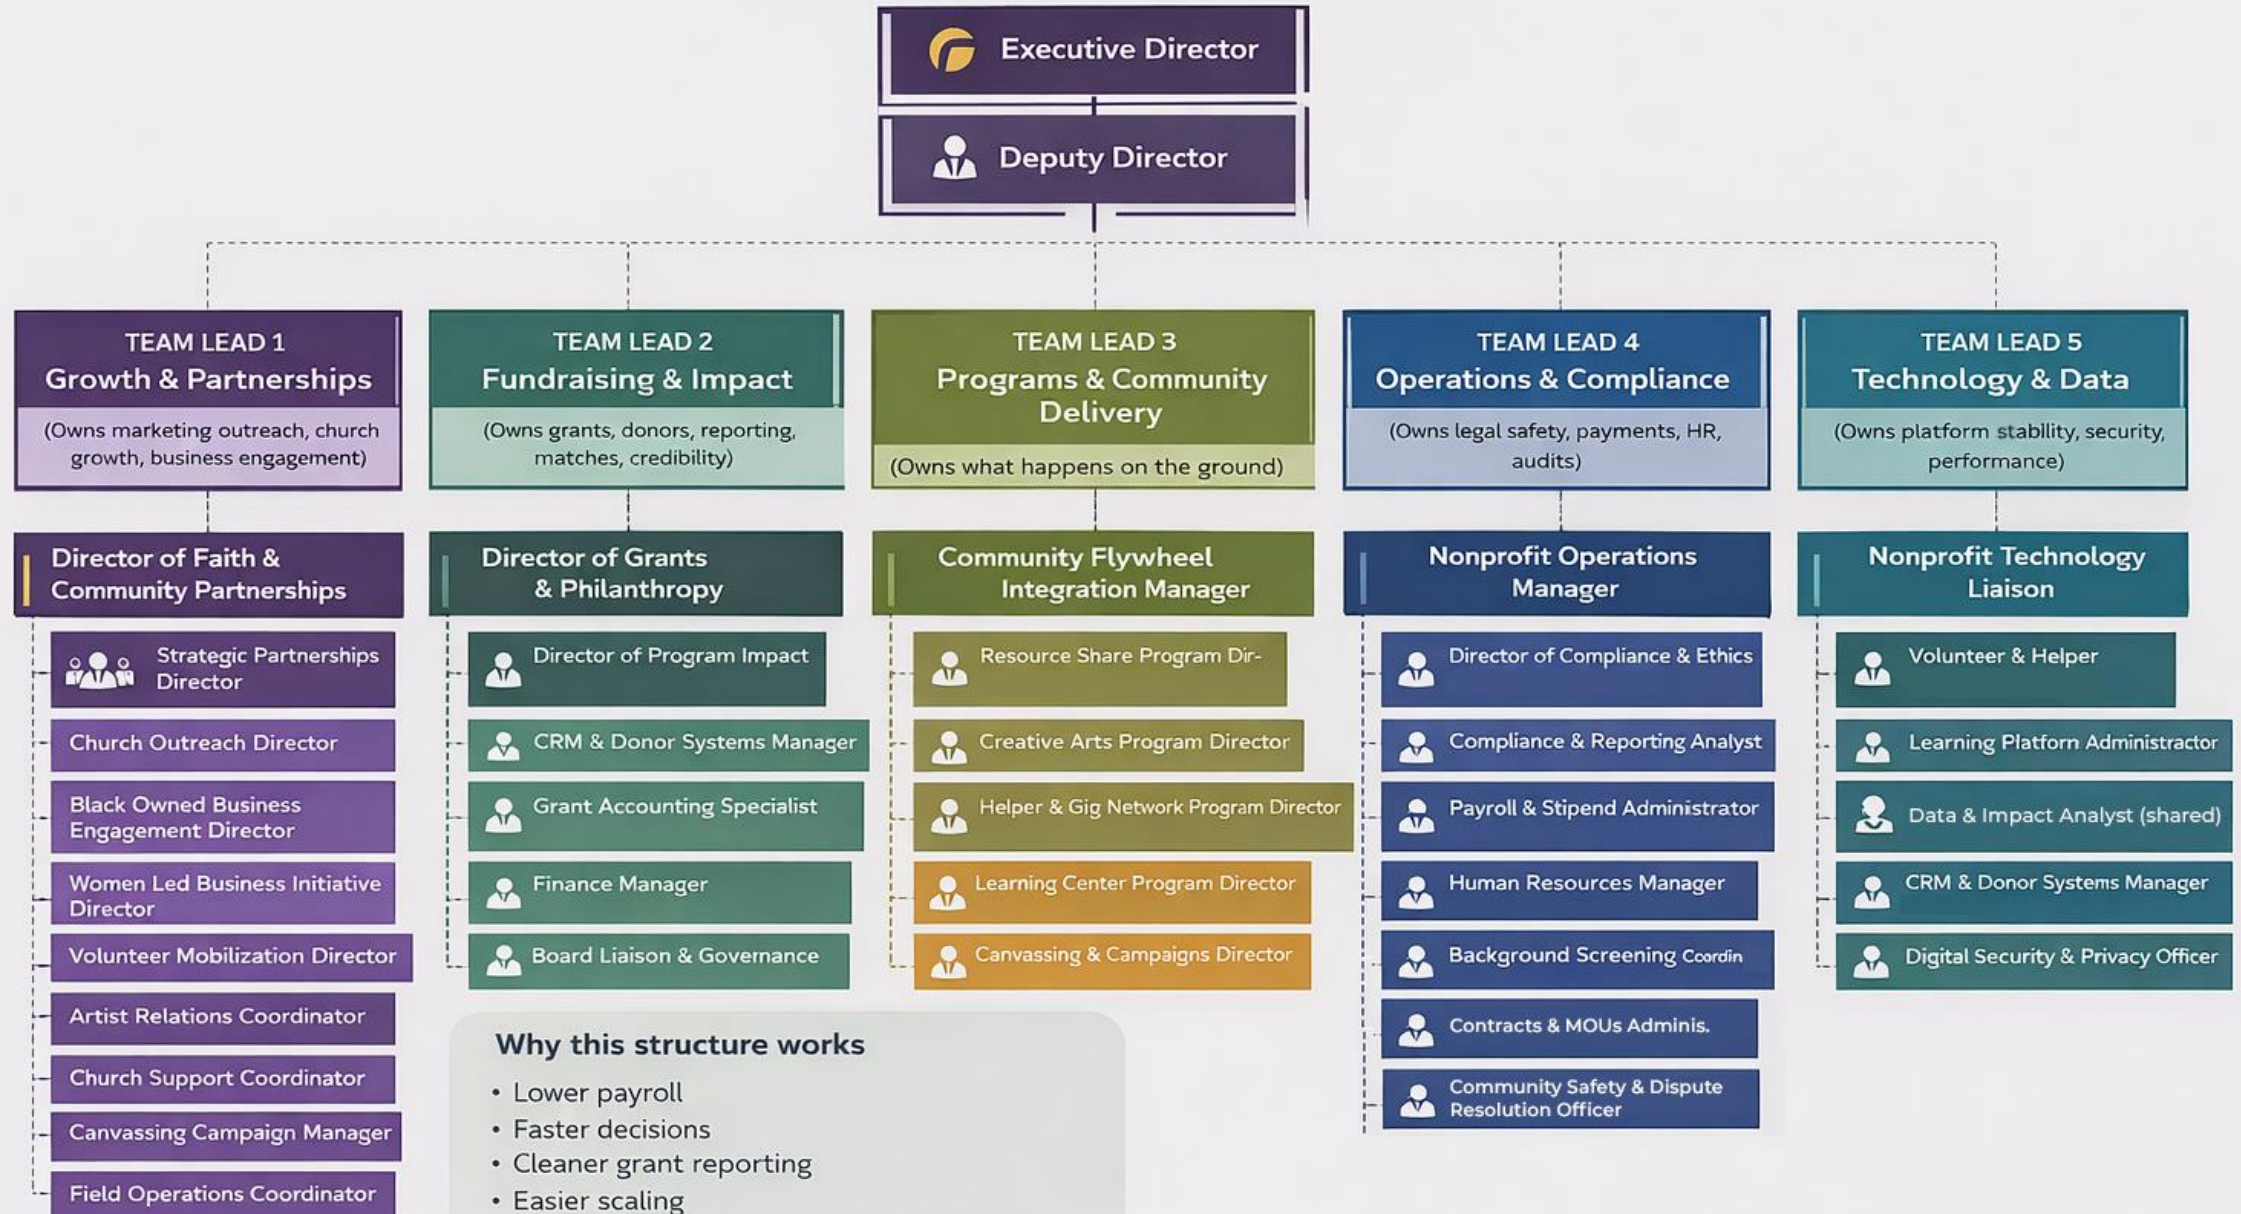 Executive Director
Deputy Director
TEAM LEAD 1
Growth & Partnerships
(Owns marketing outreach, church
growth, business engagement)
Director of Faith &
Community Partnerships
Strategic Partnerships
Director
Church Outreach Director
Black Owned Business
Engagement Director
Women Led Business Initiative
Director
Volunteer Mobilization Director
Artist Relations Coordinator
Church Support Coordinator
Canvassing Campaign Manager
Field Operations Coordinator
TEAM LEAD 2
Fundraising & Impact
(Owns grants, donors, reporting,
matches, credibility)
Director of Grants
& Philanthropy
Director of Program Impact
CRM & Donor Systems Manager
Grant Accounting Specialist
Finance Manager
Board Liaison & Governance
TEAM LEAD 3
Programs & Community
Delivery
(Owns what happens on the ground)
Community Flywheel
Integration Manager
Resource Share Program Dir-
Creative Arts Program Director
Helper & Gig Network Program Director
Learning Center Program Director
Canvassing & Campaigns Director
TEAM LEAD 4
Operations & Compliance
(Owns legal safety, payments, HR,
audits)
Nonprofit Operations
Manager
Director of Compliance & Ethics
Compliance & Reporting Analyst
Payroll & Stipend Administrator
Human Resources Manager
Background Screening Coordin
Contracts & MOUs Adminis.
Community Safety & Dispute
Resolution Officer
TEAM LEAD 5
Technology & Data
(Owns platform stability, security,
performance)
Nonprofit Technology
Liaison
Volunteer & Helper
Learning Platforn Administractor
Data & Impact Analyst (shared)
CRM & Donor Systems Manager
Digital Security & Privacy Officer
Why this structure works
• Lower payroll
• Faster decisions
• Cleaner grant reporting
• Easier scaling